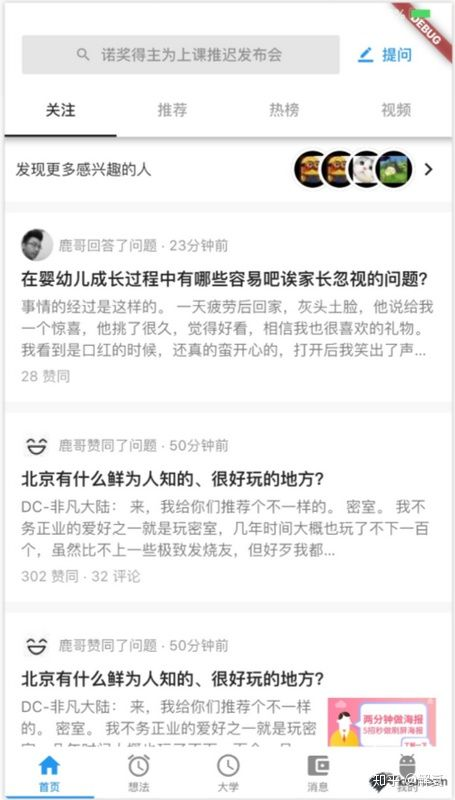 DEBUG
诺奖得主为上课推迟发布会
提问
关注 推荐 热榜 视频
发现更多感兴趣的人
鹿哥回答了问题 · 23分钟前
在婴幼儿成长过程中有哪些容易吧诶家长忽视的问题?
事情的经过是这样的。 一天疲劳后回家，灰头土脸，他说给我
一个惊喜，他挑了很久，觉得好看，相信我也很喜欢的礼物。
我看到是口红的时候，还真的蛮开心的，打开后我笑出了声...
28 赞同
鹿哥赞同了问题 · 50分钟前
北京有什么鲜为人知的、很好玩的地方?
DC-非凡大陆： 来，我给你们推荐个不一样的。 密室。 我不
务正业的爱好之一就是玩密室，几年时间大概也玩了不下一百
个，虽然比不上一些极致发烧友，但好歹我都...
302 赞同 · 32 评论
鹿哥赞同了问题 · 50分钟前
北京有什么鲜为人知的、很好玩的地方?
DC-非凡大陆： 来，我给你们推荐个不一样
的。 密室。 我不务正业的爱好之一就是玩密
两分钟做海报
5招秒做刷屏海报
首页 想法 大学 消息 我的